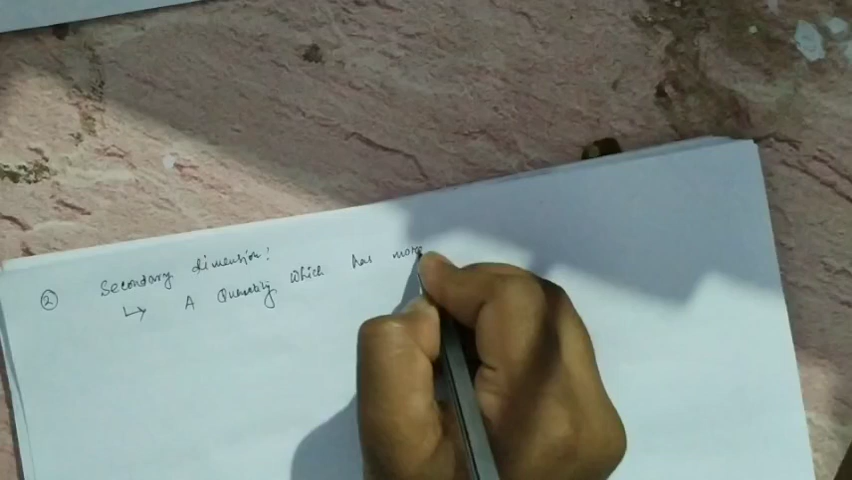 ② Secondary dimension:
↳ A Quantity which has more